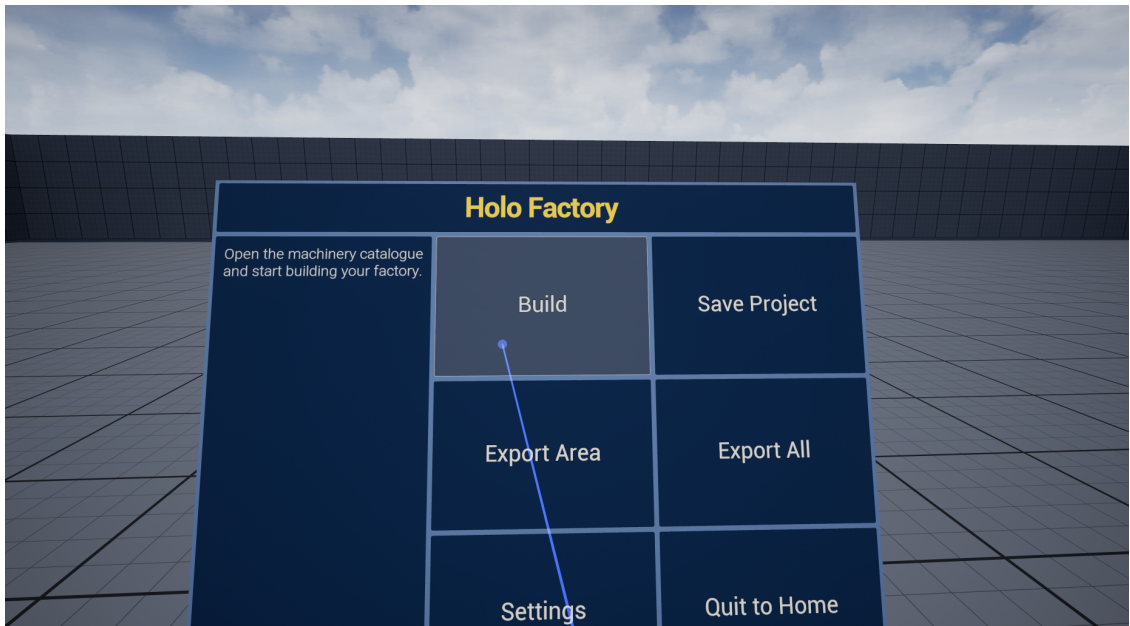 Holo Factory
Open the machinery catalogue
and start building your factory.
Build
Save Project
Export Area
Export All
Settings
Quit to Home